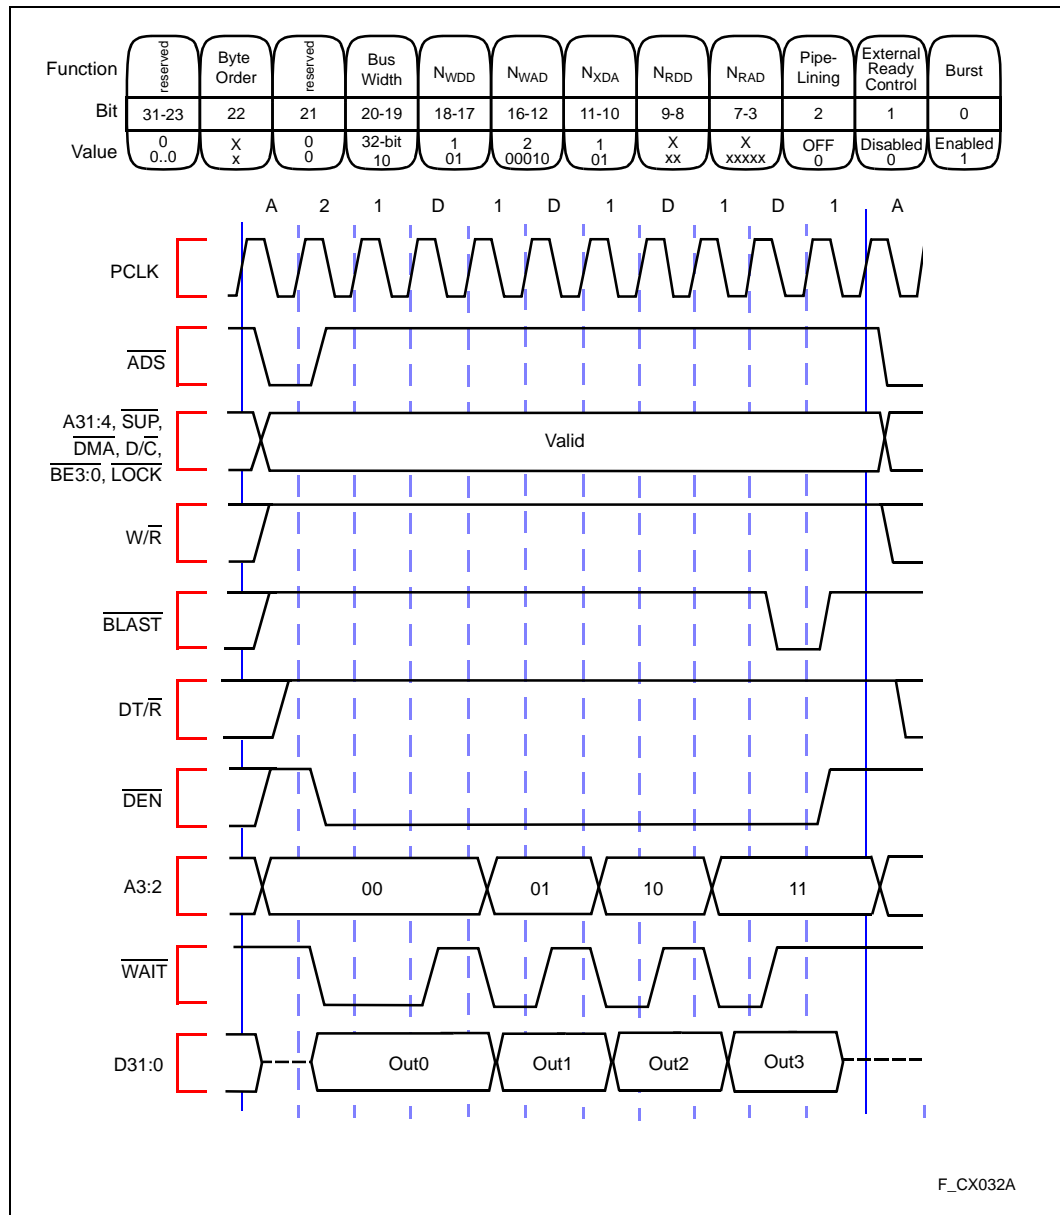 Function reserved Byte Order reserved Bus Width NWDD NWAD NXDA NRDD NRAD Pipe-Lining External Ready Control Burst
Bit 31-23 22 21 20-19 18-17 16-12 11-10 9-8 7-3 2 1 0
Value 0 X 0 32-bit 1 2 1 X X OFF Disabled Enabled
0..0 x 0 10 01 00010 01 xx xxxxx 0 0 1
A 2 1 D 1 D 1 D 1 D 1 A
PCLK
ADS
A31:4, SUP,
DMA, D/C,
BE3:0, LOCK
Valid
W/R
BLAST
DT/R
DEN
A3:2 00 01 10 11
WAIT
D31:0 Out0 Out1 Out2 Out3
F_CX032A